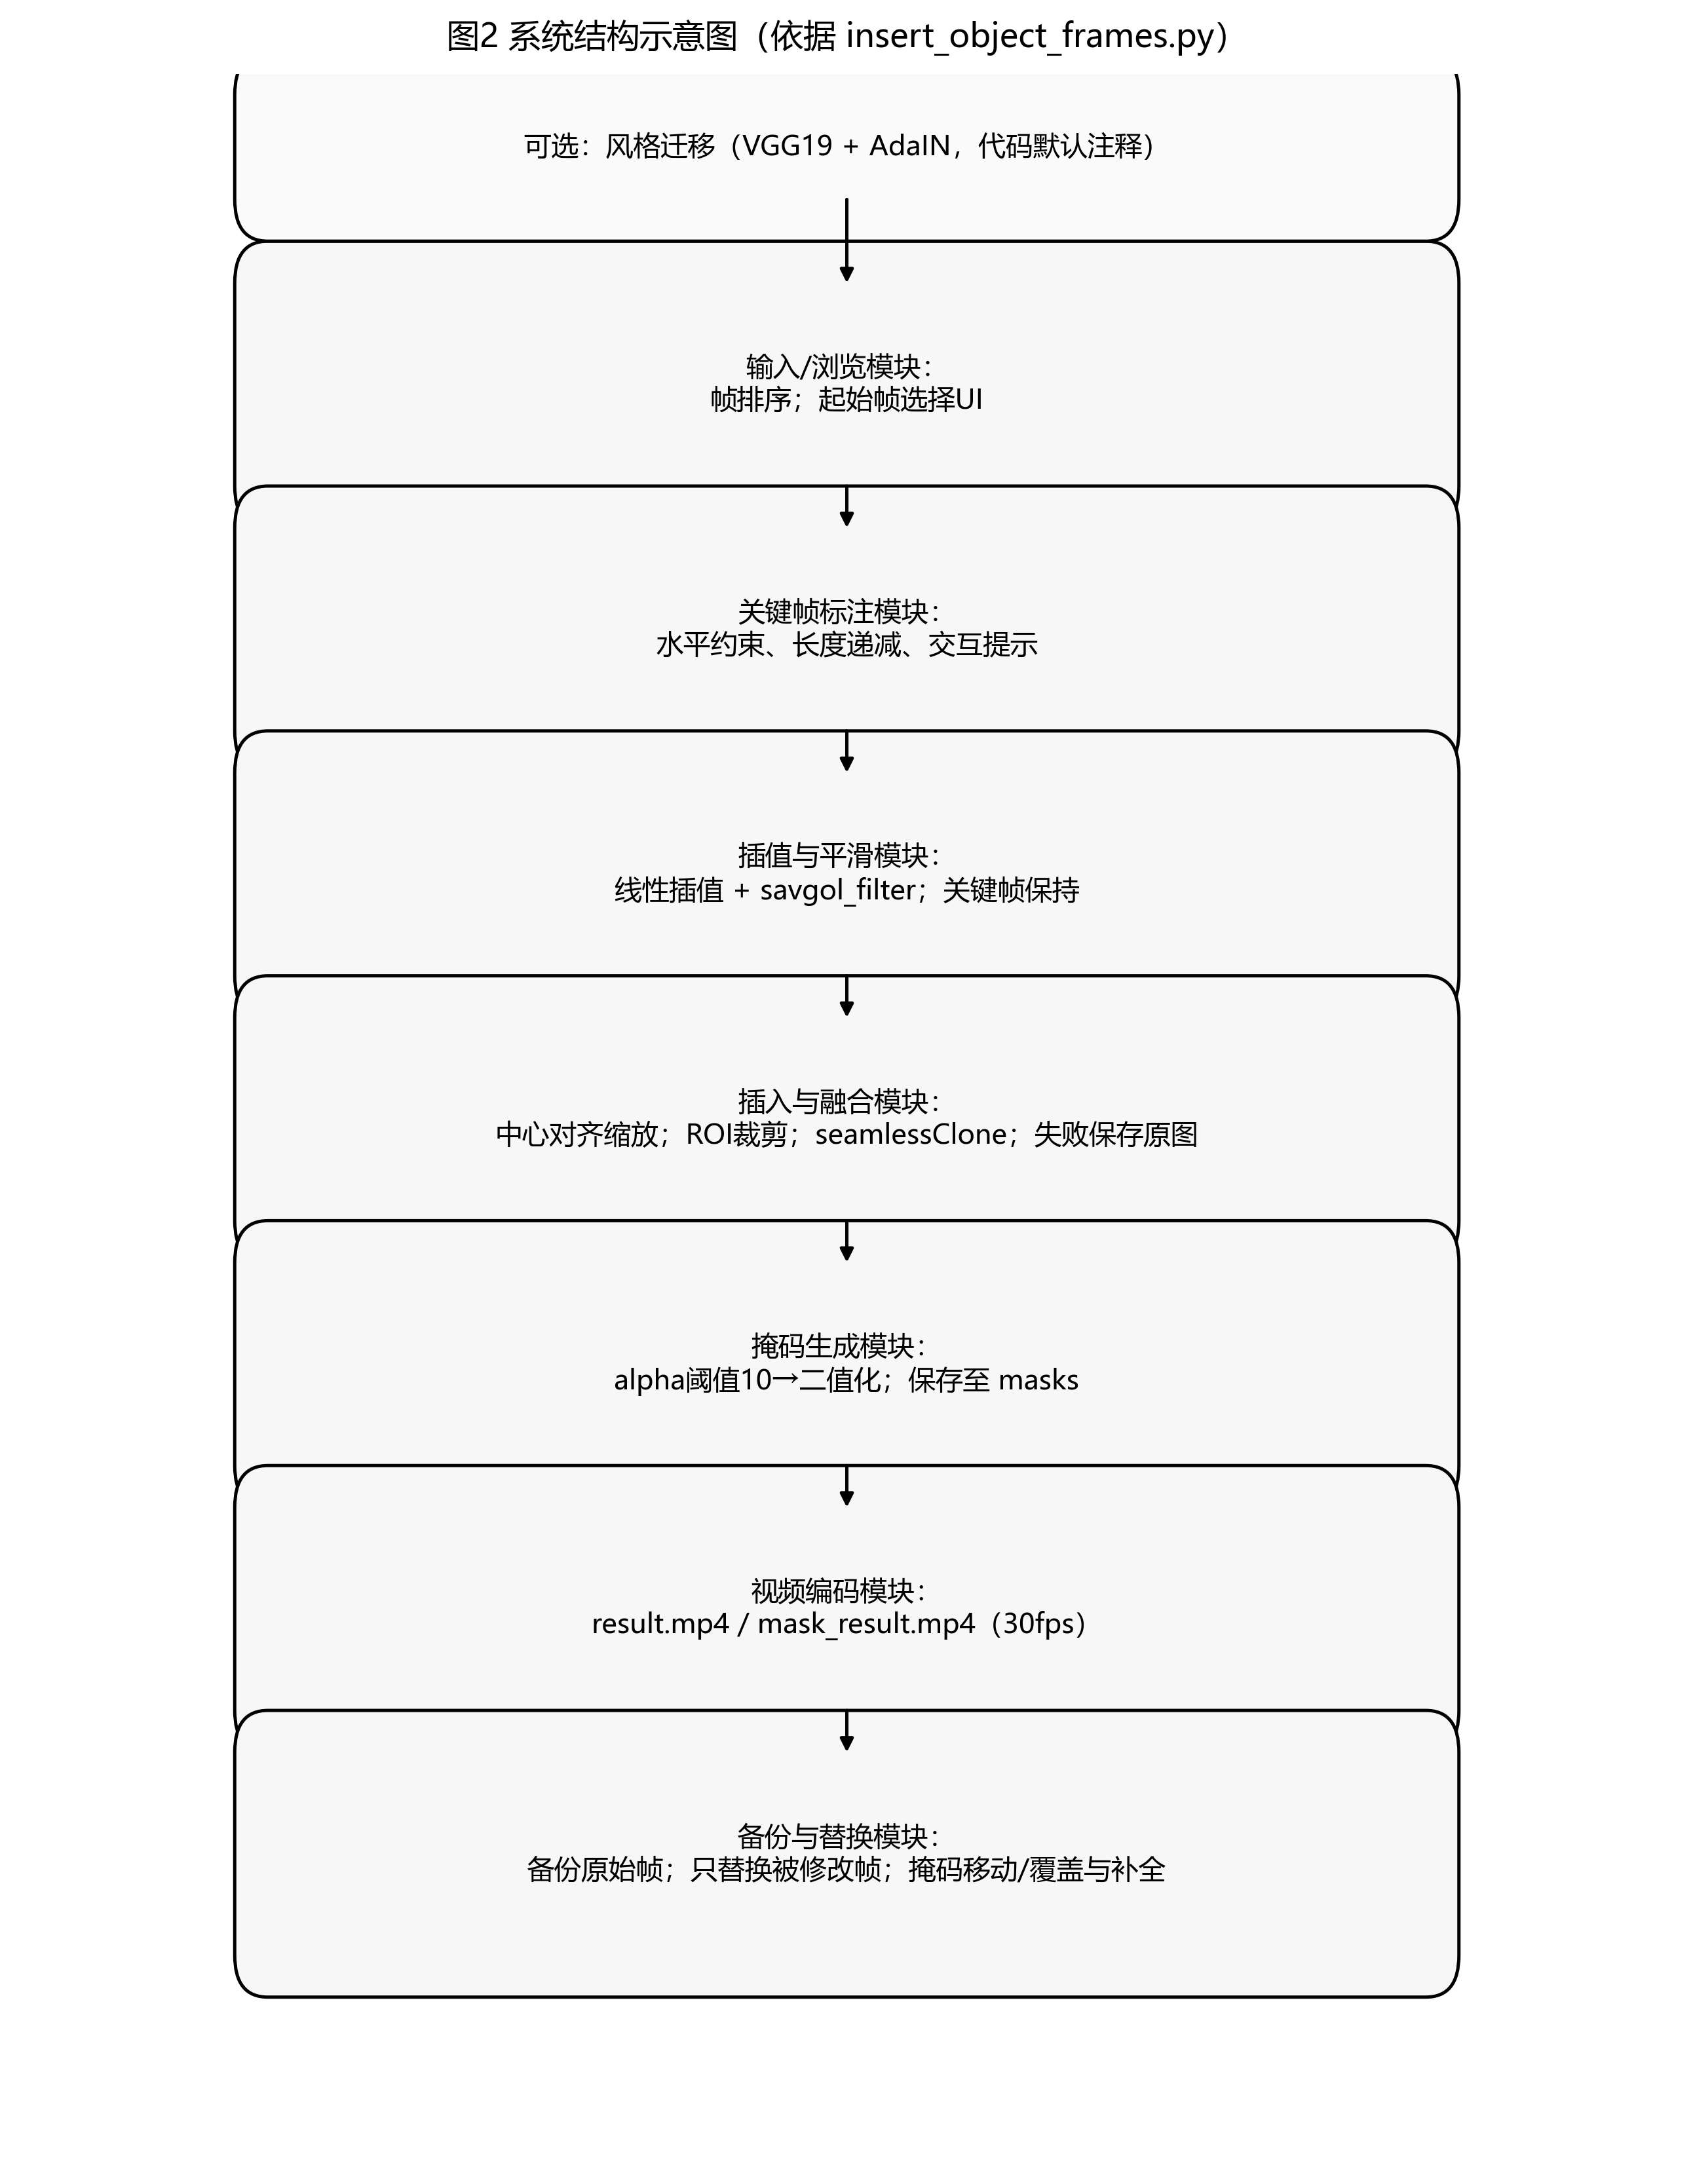 图2 系统结构示意图（依据 insert_object_frames.py）
可选：风格迁移（VGG19 + AdaIN，代码默认注释）
输入/浏览模块：
帧排序；起始帧选择UI
关键帧标注模块：
水平约束、长度递减、交互提示
插值与平滑模块：
线性插值 + savgol_filter；关键帧保持
插入与融合模块：
中心对齐缩放；ROI裁剪；seamlessClone；失败保存原图
掩码生成模块：
alpha阈值10→二值化；保存至 masks
视频编码模块：
result.mp4 / mask_result.mp4（30fps）
备份与替换模块：
备份原始帧；只替换被修改帧；掩码移动/覆盖与补全